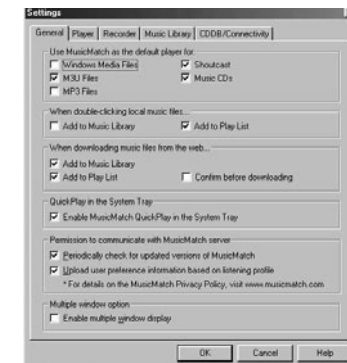 Settings
General Player Recorder Music Library CDDB/Connectivity
Use MusicMatch as the default player for
Windows Media Files Shoutcast
M3U Files Music CDs
MP3 Files
When double-clicking local music files...
Add to Music Library Add to Play List
When downloading music files from the web...
Add to Music Library
Add to Play List Confirm before downloading
QuickPlay in the System Tray
Enable MusicMatch QuickPlay in the System Tray
Permission to communicate with MusicMatch server
Periodically check for updated versions of MusicMatch
Upload user preference information based on listening profile
* For details on the MusicMatch Privacy Policy, visit www.musicmatch.com
Multiple window option
Enable multiple window display
OK Cancel Help